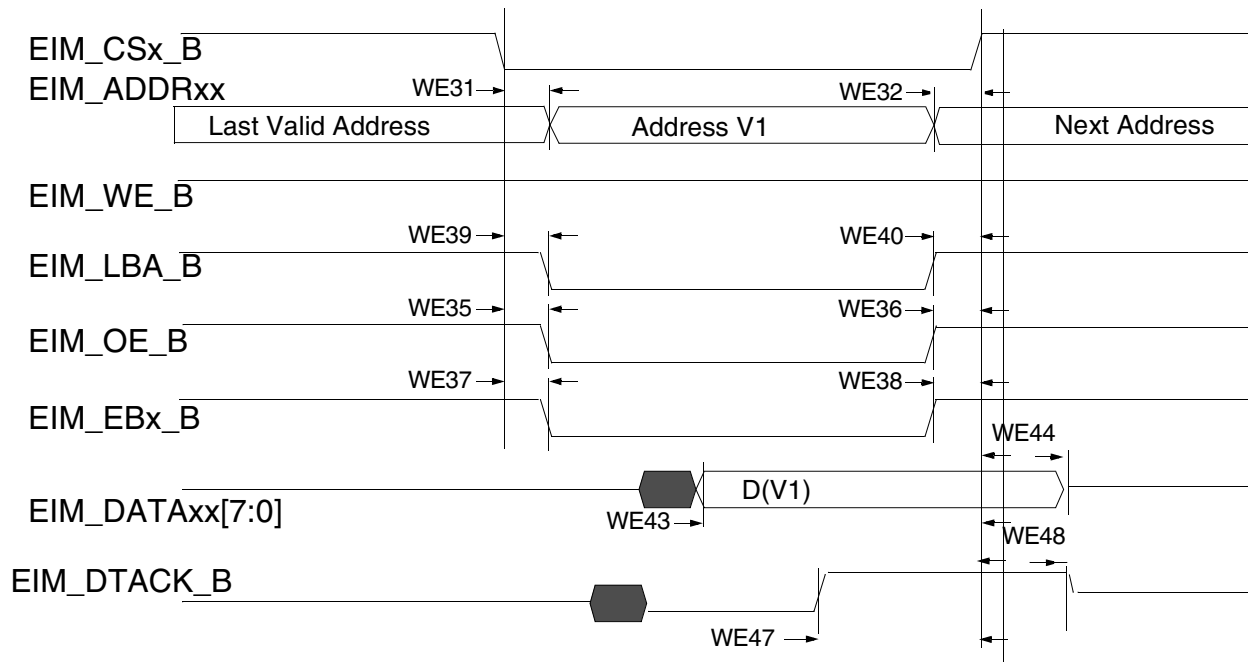 EIM_CSx_B
EIM_ADDRxx
WE31
WE32
Last Valid Address
Address V1
Next Address
EIM_WE_B
WE39
WE40
EIM_LBA_B
WE35
WE36
EIM_OE_B
WE37
WE38
EIM_EBx_B
WE44
D(V1)
EIM_DATAxx[7:0]
WE43
WE48
EIM_DTACK_B
WE47